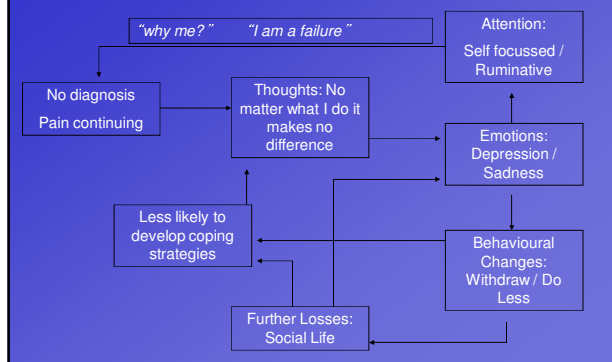 “why me?” “I am a failure”
Attention:
Self focussed /
Ruminative
No diagnosis
Pain continuing
Thoughts: No
matter what I do it
makes no
difference
Emotions:
Depression /
Sadness
Less likely to
develop coping
strategies
Behavioural
Changes:
Withdraw / Do
Less
Further Losses:
Social Life